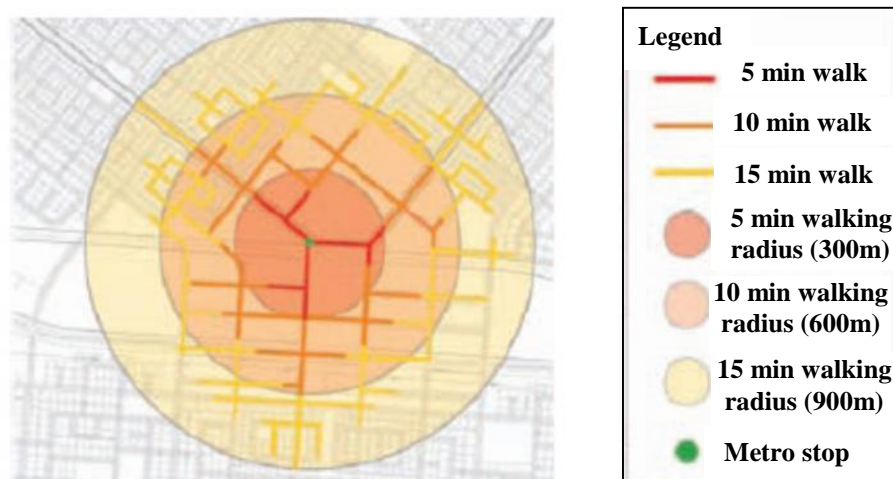 Legend
5 min walk
10 min walk
15 min walk
5 min walking
radius (300m)
10 min walking
radius (600m)
15 min walking
radius (900m)
Metro stop